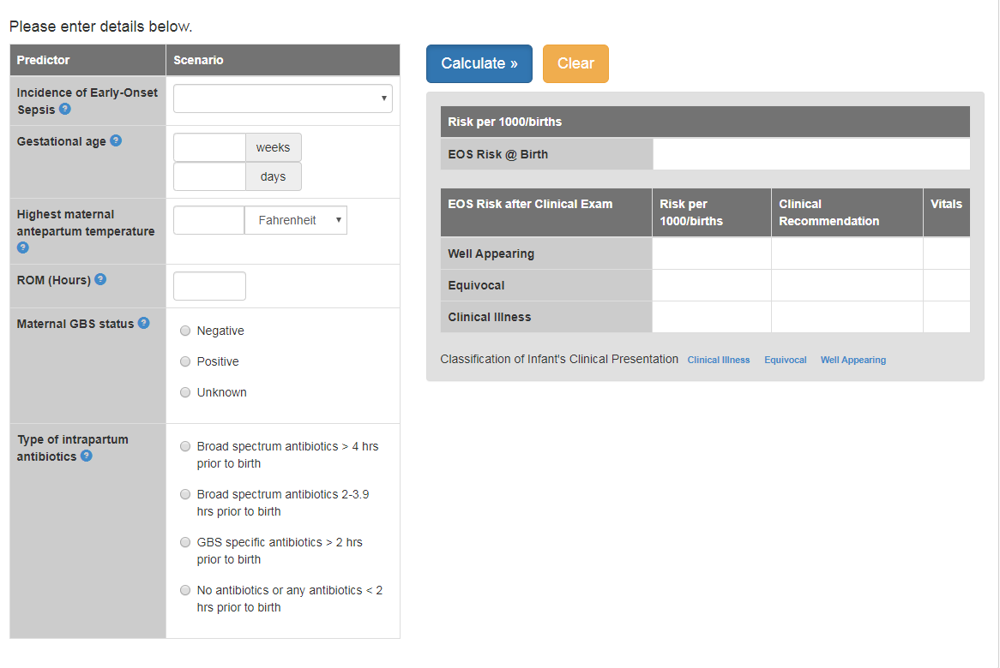 Please enter details below.
Predictor
Scenario
Incidence of Early-Onset
Sepsis ?
Gestational age ?
weeks
days
Highest maternal
antepartum temperature
?
Fahrenheit
ROM (Hours) ?
Maternal GBS status ?
Negative
Positive
Unknown
Type of intrapartum
antibiotics ?
Broad spectrum antibiotics > 4 hrs
prior to birth
Broad spectrum antibiotics 2-3.9
hrs prior to birth
GBS specific antibiotics > 2 hrs
prior to birth
No antibiotics or any antibiotics < 2
hrs prior to birth
Calculate »
Clear
Risk per 1000/births
EOS Risk @ Birth
EOS Risk after Clinical Exam
Risk per
1000/births
Clinical
Recommendation
Vitals
Well Appearing
Equivocal
Clinical Illness
Classification of Infant's Clinical Presentation Clinical Illness Equivocal Well Appearing